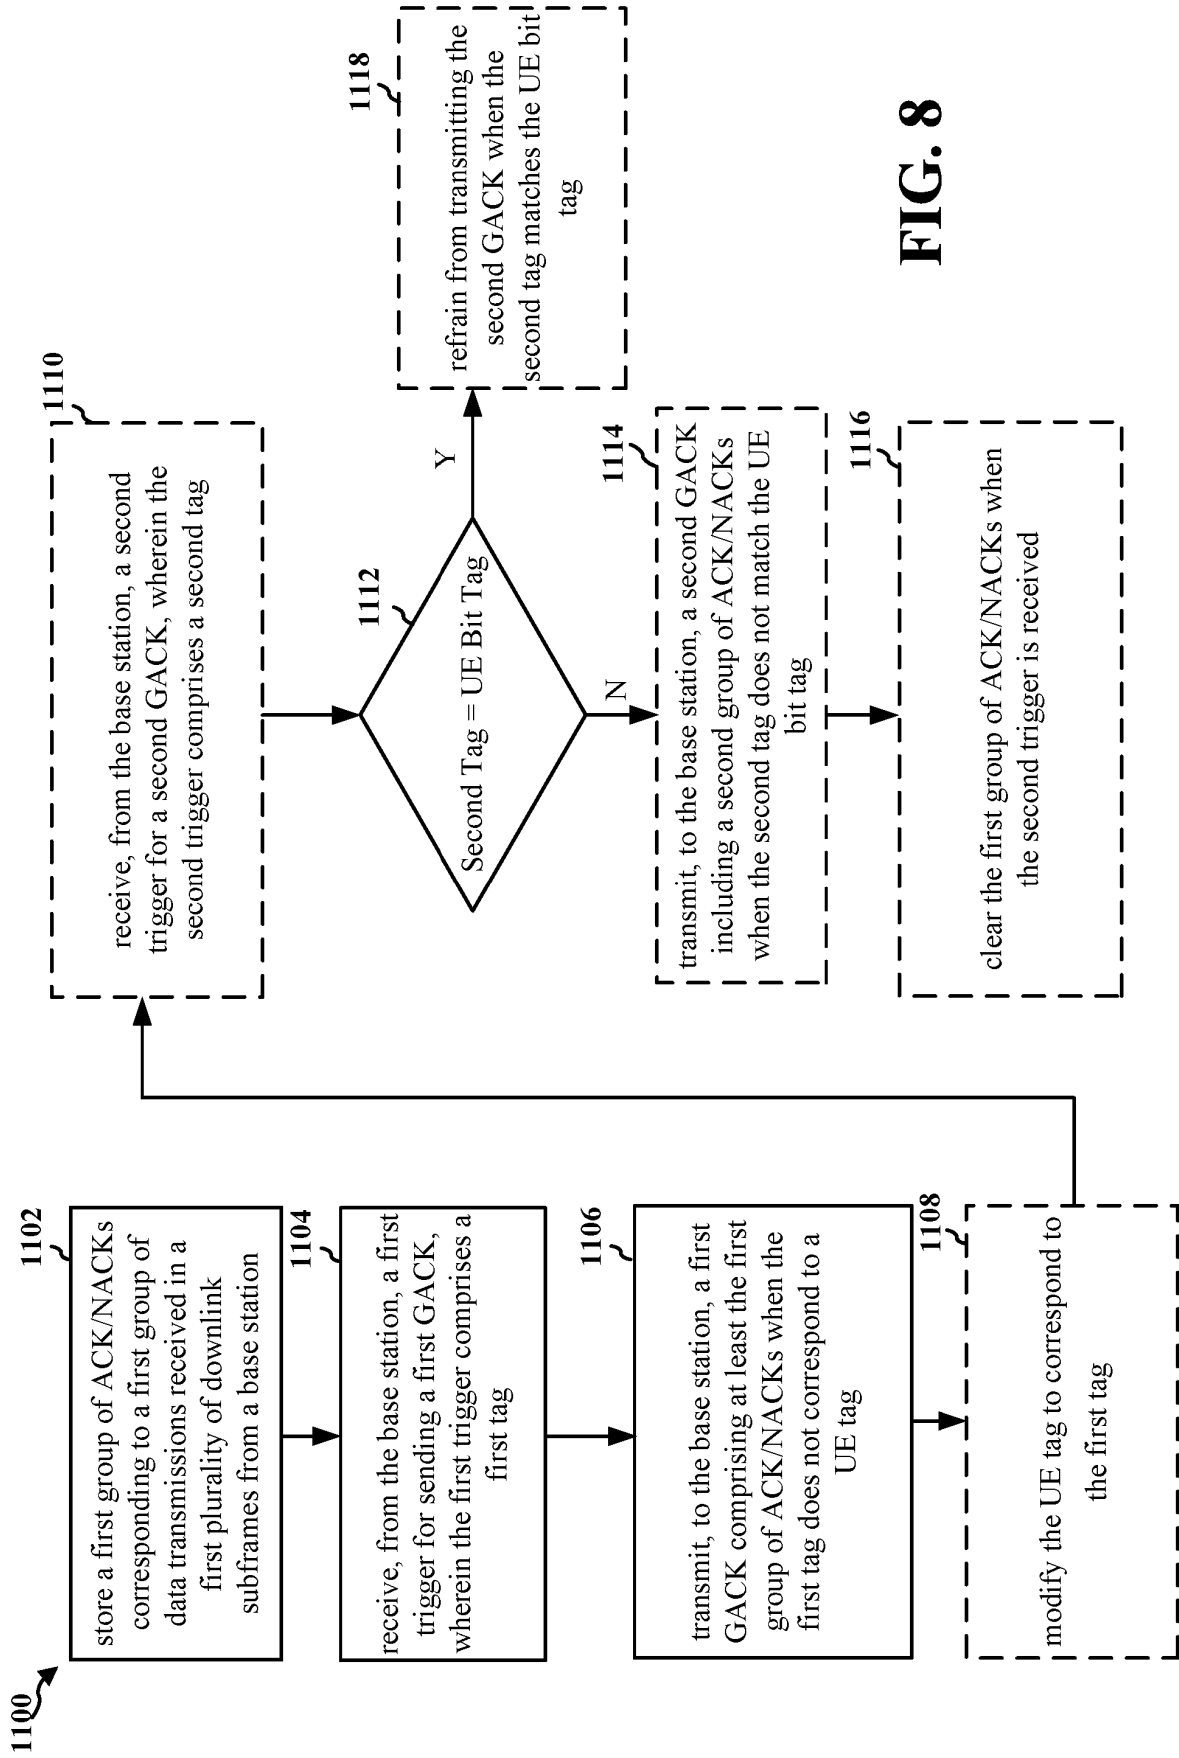 1100
1102
store a first group of ACK/NACKs
corresponding to a first group of
data transmissions received in a
first plurality of downlink
subframes from a base station
1104
receive, from the base station, a first
trigger for sending a first GACK,
wherein the first trigger comprises a
first tag
1106
transmit, to the base station, a first
GACK comprising at least the first
group of ACK/NACKs when the
first tag does not correspond to a
UE tag
1108
modify the UE tag to correspond to
the first tag
1110
receive, from the base station, a second
trigger for a second GACK, wherein the
second trigger comprises a second tag
1112
Second Tag = UE Bit Tag
Y
N
1118
refrain from transmitting the
second GACK when the
second tag matches the UE bit
tag
1114
transmit, to the base station, a second GACK
including a second group of ACK/NACKs
when the second tag does not match the UE
bit tag
1116
clear the first group of ACK/NACKs when
the second trigger is received
FIG. 8